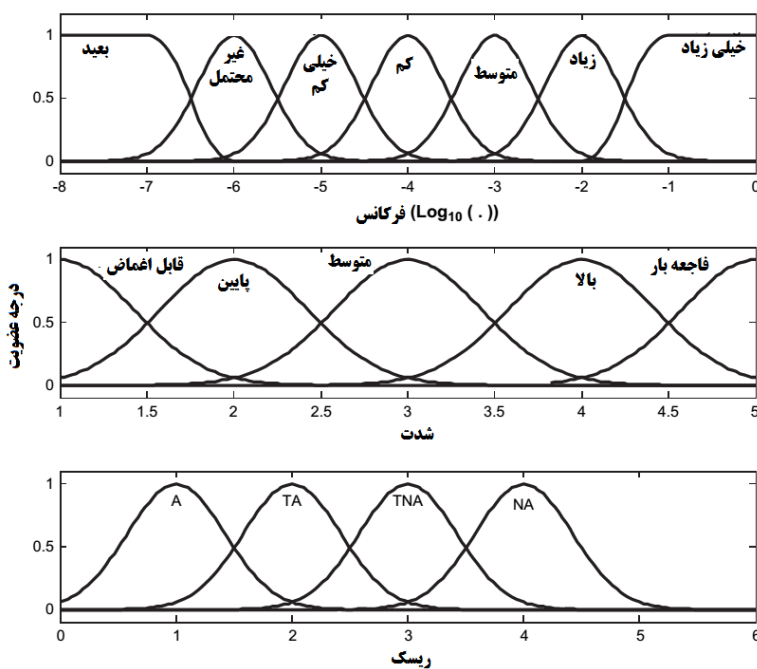 1
0.5
0
بعید
غیر
محتمل
خیلی
کم
کم
متوسط
زیاد
خیلی زیاد
-8 -7 -6 -5 -4 -3 -2 -1 0
فرکانس (Log10 ( . ))
درجه عضویت
1
0.5
0
قابل اغماض
پایین
متوسط
بالا
فاجعه بار
1 1.5 2 2.5 3 3.5 4 4.5 5
شدت
1
0.5
0
A TA TNA NA
0 1 2 3 4 5 6
ریسک